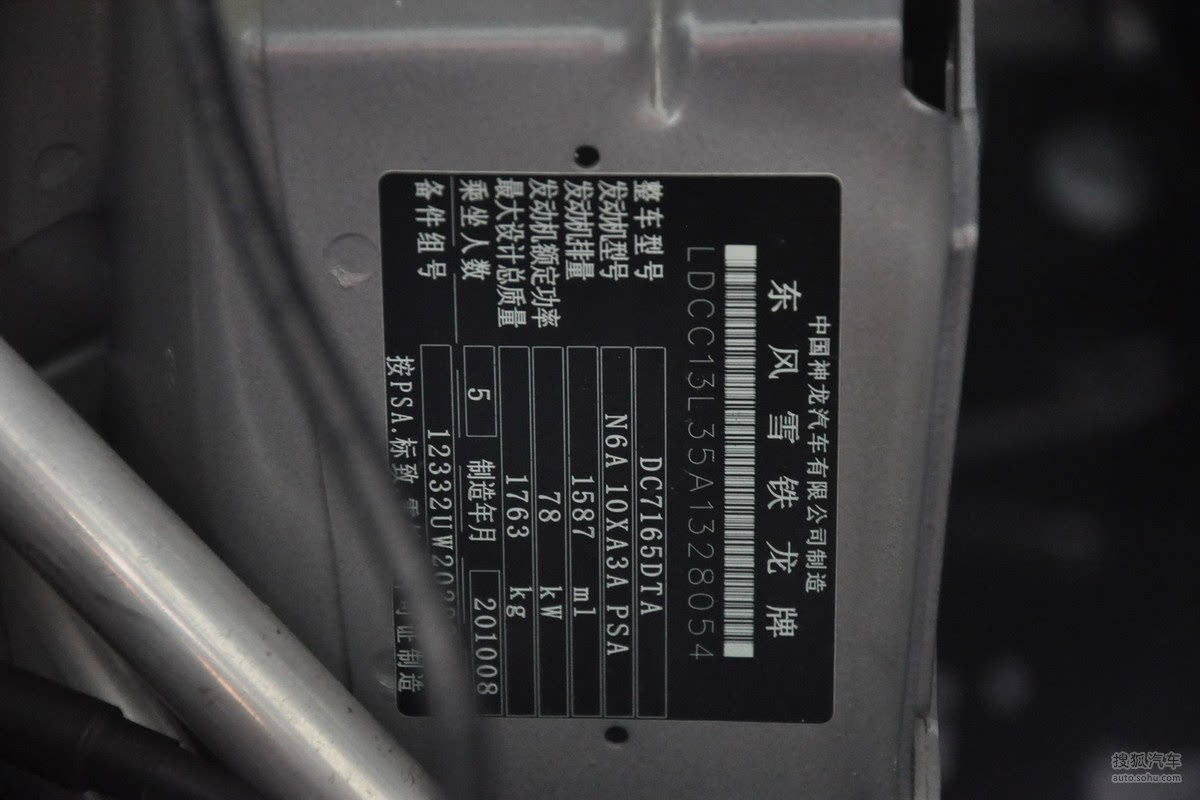 中国神龙汽车有限公司制造
东风雪铁龙牌
LDCC13L35A1328054
整车型号 DC7165DTA
发动机型号 N6A 10XA3A PSA
发动机排量 1587 ml
发动机额定功率 78 kW
最大设计总质量 1763 kg
乘坐人数 5 制造年月 201008
备件组号
按PSA.标致 证制造
搜狐汽车
auto.sohu.com